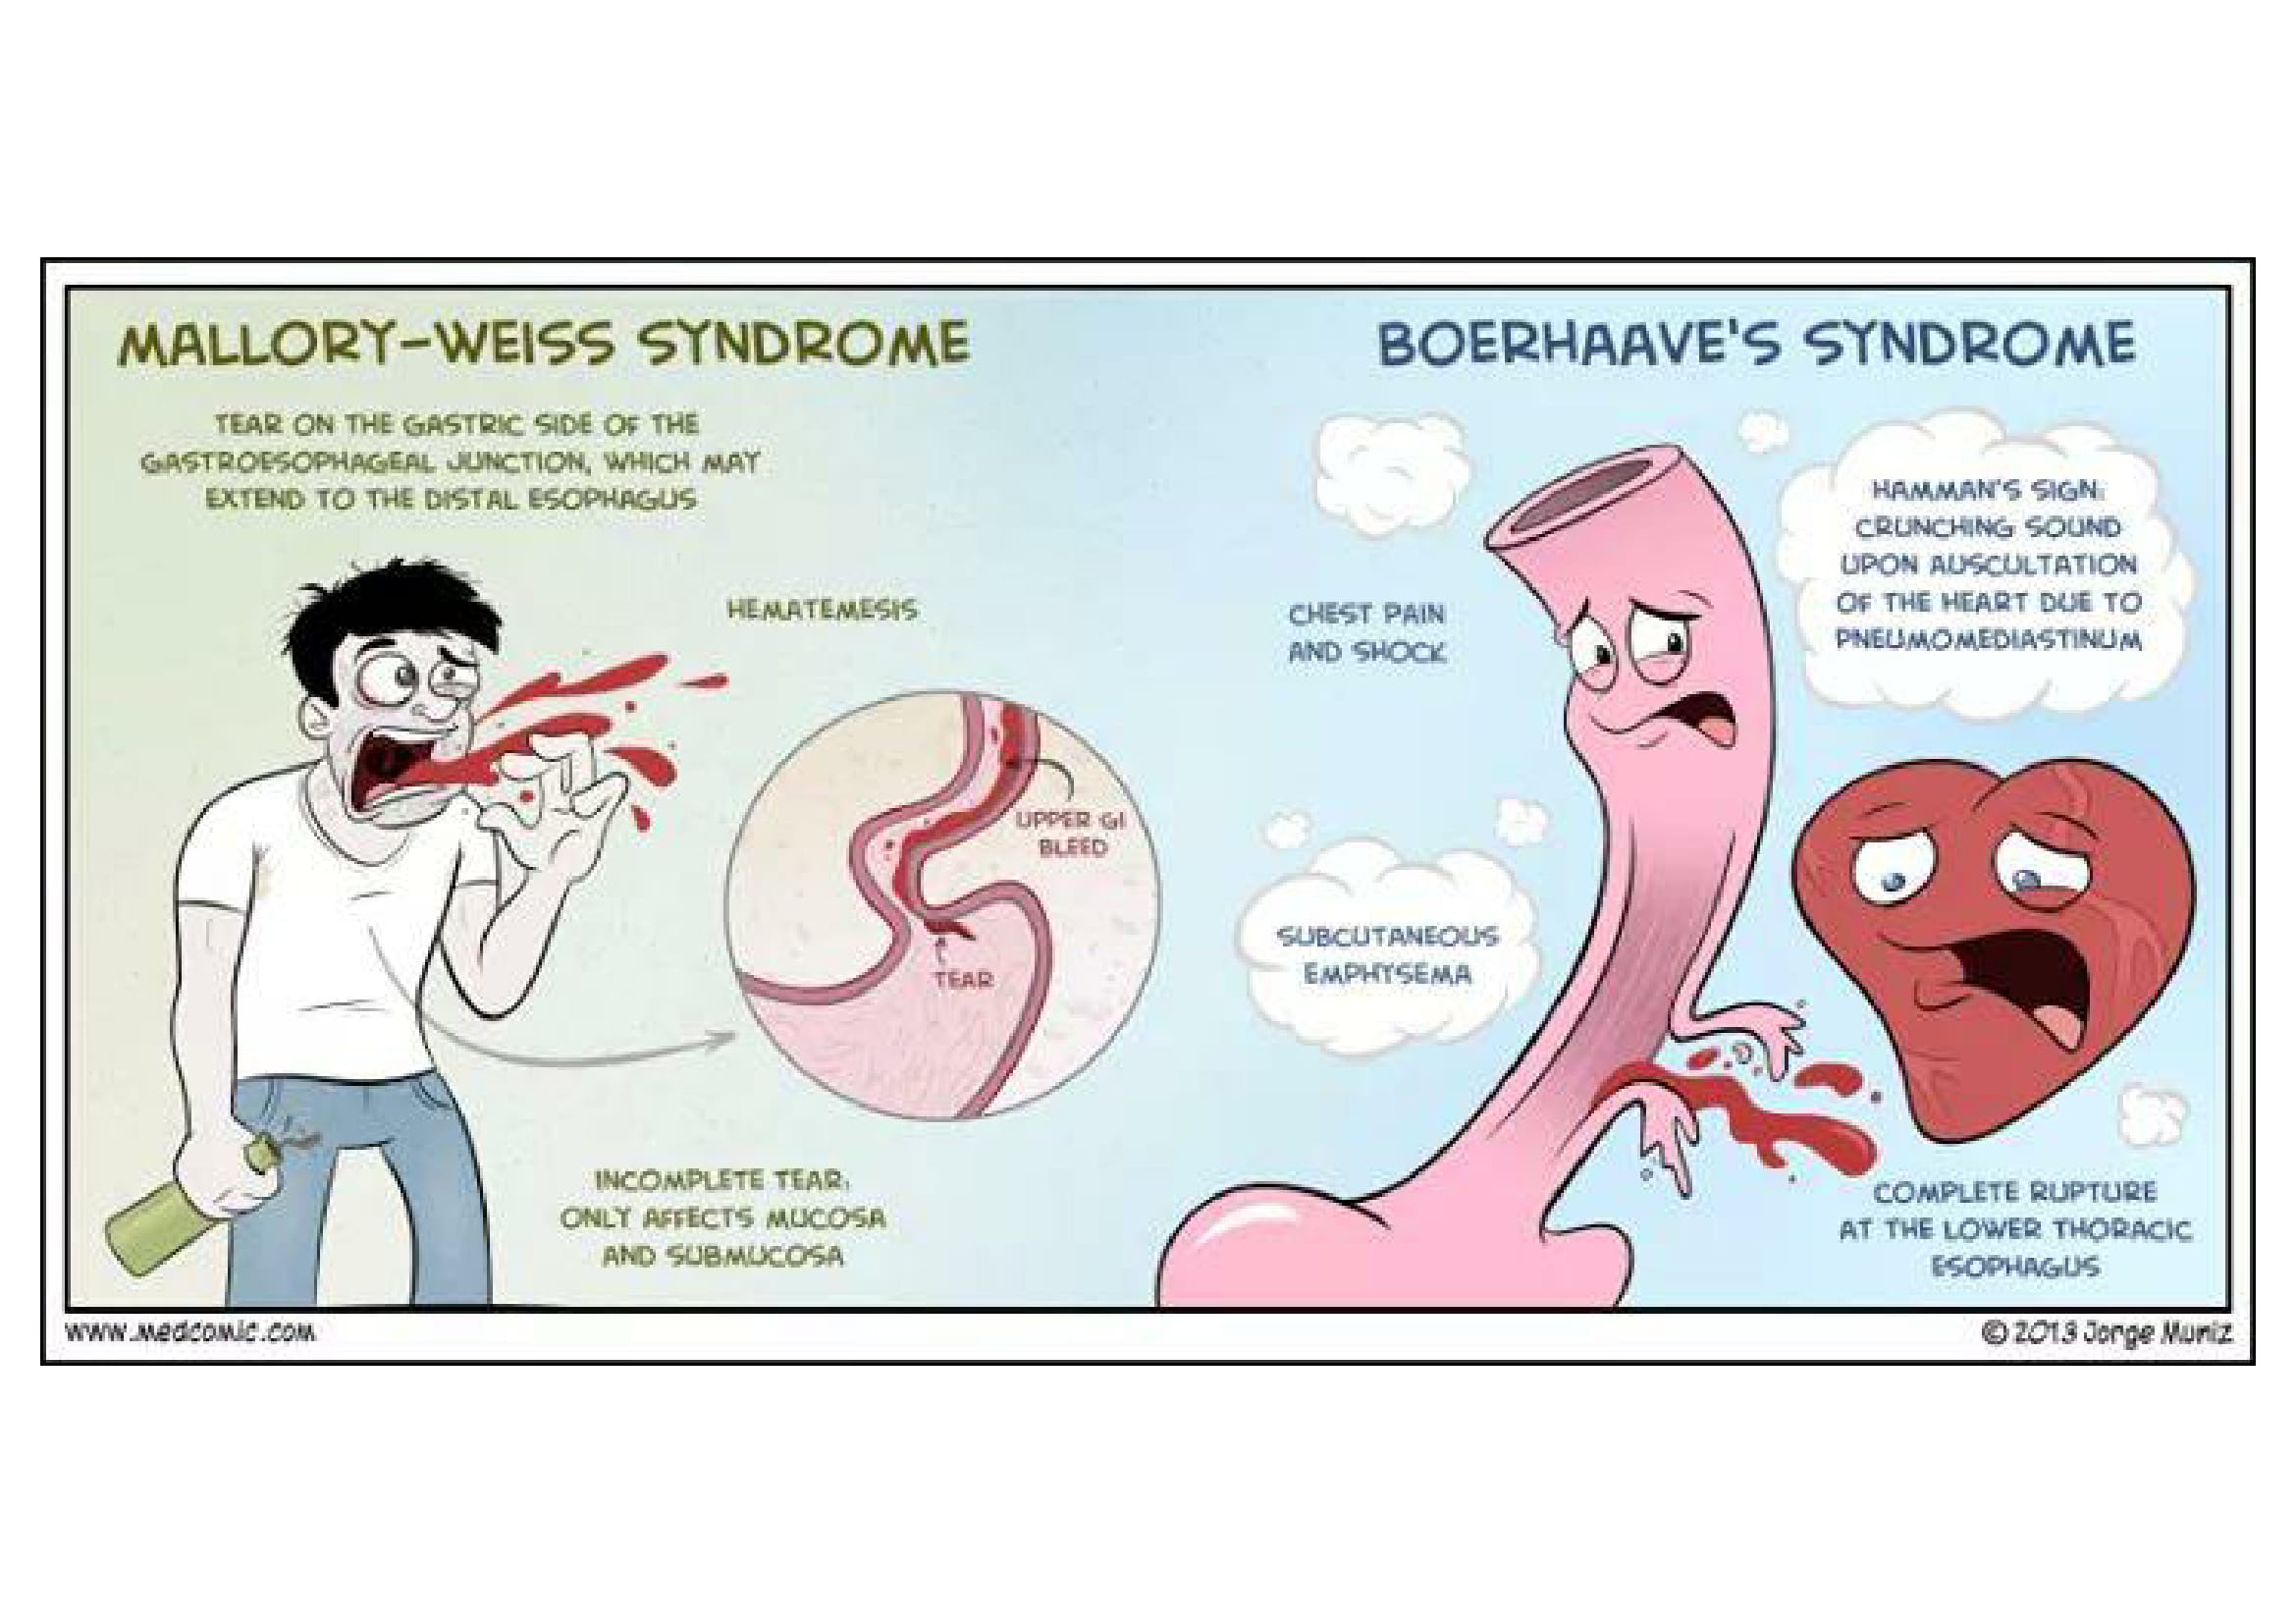 MALLORY-WEISS SYNDROME
TEAR ON THE GASTRIC SIDE OF THE
GASTROESOPHAGEAL JUNCTION, WHICH MAY
EXTEND TO THE DISTAL ESOPHAGUS
HEMATEMESIS
UPPER GI
BLEED
TEAR
INCOMPLETE TEAR:
ONLY AFFECTS MUCOSA
AND SUBMUCOSA
BOERHAAVE'S SYNDROME
HAMMAN'S SIGN:
CRUNCHING SOUND
UPON AUSCULTATION
OF THE HEART DUE TO
PNEUMOMEDIASTINUM
CHEST PAIN
AND SHOCK
SUBCUTANEOUS
EMPHYSEMA
COMPLETE RUPTURE
AT THE LOWER THORACIC
ESOPHAGUS
www.medcomic.com
© 2013 Jorge Muniz